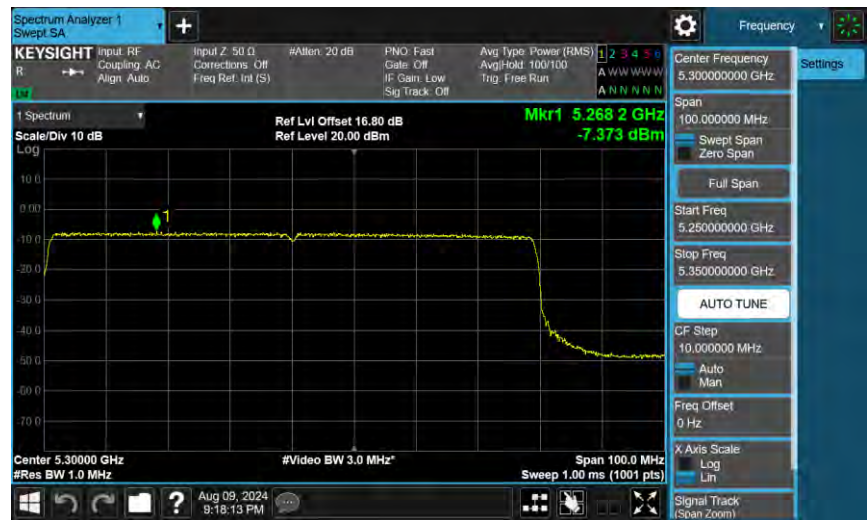 Spectrum Analyzer 1
Swept SA
+
Frequency
KEYSIGHT
R
LNI
Input: RF
Coupling: AC
Align: Auto
Input Z: 50 Ω
Corrections: Off
Freq Ref: Int (S)
#Atten: 20 dB
PNO: Fast
Gate: Off
IF Gain: Low
Sig Track: Off
Avg Type: Power (RMS)
Avg|Hold: 100/100
Trig: Free Run
1 2 3 4 5 6
A W W W W W
A N N N N N
1 Spectrum
Scale/Div 10 dB
Log
Ref Lvl Offset 16.80 dB
Ref Level 20.00 dBm
Mkr1 5.268 2 GHz
-7.373 dBm
10.0
0.00
-10.0
-20.0
-30.0
-40.0
-50.0
-60.0
-70.0
1
Center 5.30000 GHz
#Res BW 1.0 MHz
#Video BW 3.0 MHz*
Span 100.0 MHz
Sweep 1.00 ms (1001 pts)
Aug 09, 2024
9:18:13 PM
?
Settings
Center Frequency
5.300000000 GHz
Span
100.000000 MHz
Swept Span
Zero Span
Full Span
Start Freq
5.250000000 GHz
Stop Freq
5.350000000 GHz
AUTO TUNE
CF Step
10.000000 MHz
Auto
Man
Freq Offset
0 Hz
X Axis Scale
Log
Lin
Signal Track
(Span Zoom)